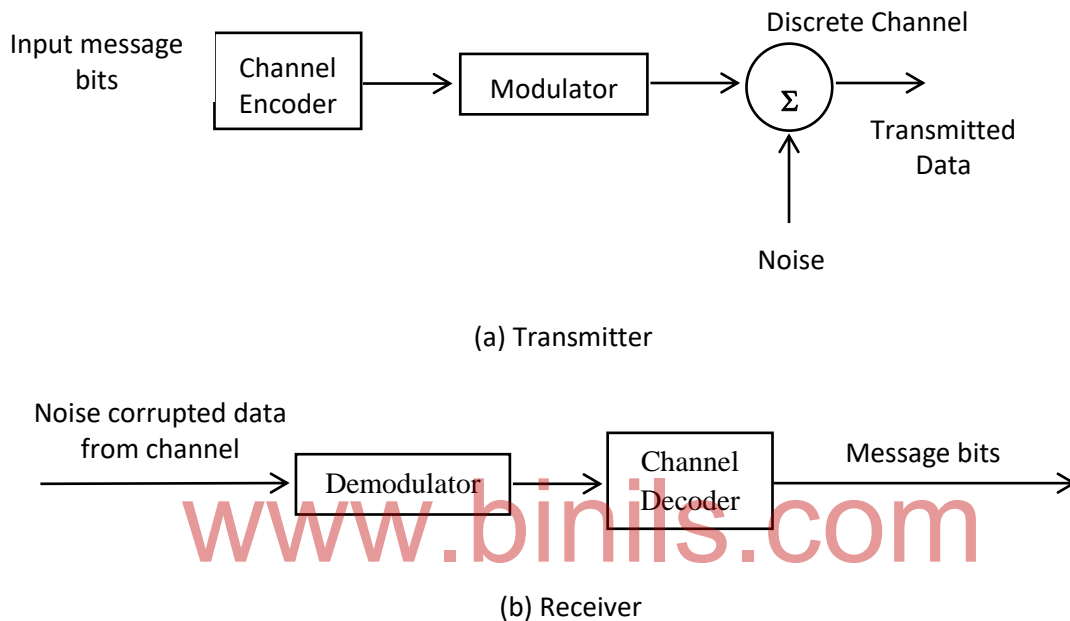 Discrete Channel
Input message
bits
Channel
Encoder
Modulator
Σ
Transmitted
Data
Noise
(a) Transmitter
Noise corrupted data
from channel
Demodulator
Channel
Decoder
Message bits
www.binils.com
(b) Receiver